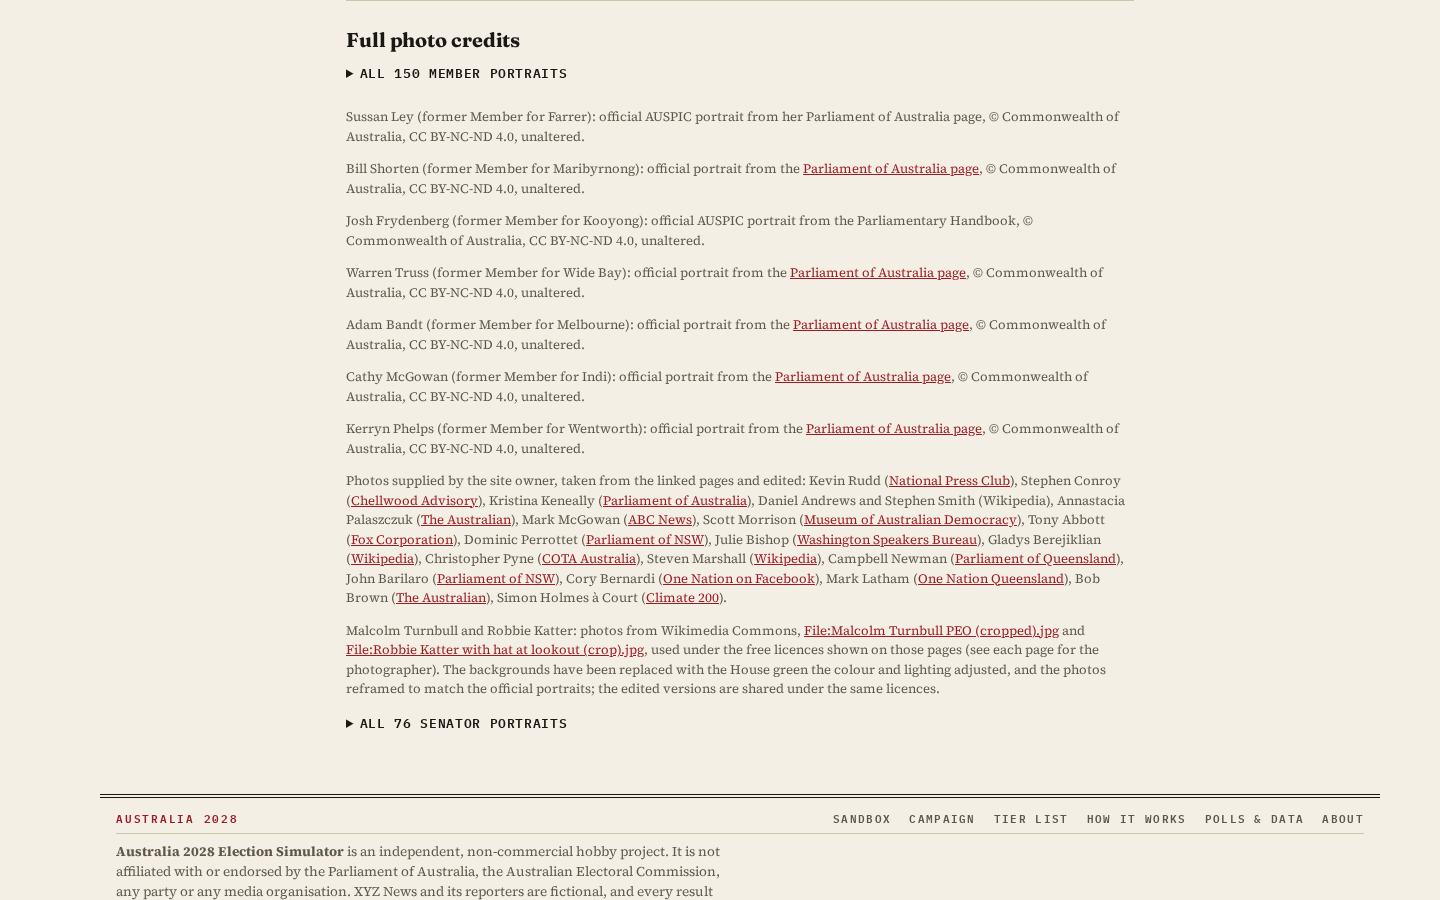 Full photo credits
▶ ALL 150 MEMBER PORTRAITS
Sussan Ley (former Member for Farrer): official AUSPIC portrait from her Parliament of Australia page, © Commonwealth of
Australia, CC BY-NC-ND 4.0, unaltered.
Bill Shorten (former Member for Maribyrnong): official portrait from the Parliament of Australia page, © Commonwealth of
Australia, CC BY-NC-ND 4.0, unaltered.
Josh Frydenberg (former Member for Kooyong): official AUSPIC portrait from the Parliamentary Handbook, ©
Commonwealth of Australia, CC BY-NC-ND 4.0, unaltered.
Warren Truss (former Member for Wide Bay): official portrait from the Parliament of Australia page, © Commonwealth of
Australia, CC BY-NC-ND 4.0, unaltered.
Adam Bandt (former Member for Melbourne): official portrait from the Parliament of Australia page, © Commonwealth of
Australia, CC BY-NC-ND 4.0, unaltered.
Cathy McGowan (former Member for Indi): official portrait from the Parliament of Australia page, © Commonwealth of
Australia, CC BY-NC-ND 4.0, unaltered.
Kerryn Phelps (former Member for Wentworth): official portrait from the Parliament of Australia page, © Commonwealth of
Australia, CC BY-NC-ND 4.0, unaltered.
Photos supplied by the site owner, taken from the linked pages and edited: Kevin Rudd (National Press Club), Stephen Conroy
(Chellwood Advisory), Kristina Keneally (Parliament of Australia), Daniel Andrews and Stephen Smith (Wikipedia), Annastacia
Palaszczuk (The Australian), Mark McGowan (ABC News), Scott Morrison (Museum of Australian Democracy), Tony Abbott
(Fox Corporation), Dominic Perrottet (Parliament of NSW), Julie Bishop (Washington Speakers Bureau), Gladys Berejiklian
(Wikipedia), Christopher Pyne (COTA Australia), Steven Marshall (Wikipedia), Campbell Newman (Parliament of Queensland),
John Barilaro (Parliament of NSW), Cory Bernardi (One Nation on Facebook), Mark Latham (One Nation Queensland), Bob
Brown (The Australian), Simon Holmes à Court (Climate 200).
Malcolm Turnbull and Robbie Katter: photos from Wikimedia Commons, File:Malcolm Turnbull PEO (cropped).jpg and
File:Robbie Katter with hat at lookout (crop).jpg, used under the free licences shown on those pages (see each page for the
photographer). The backgrounds have been replaced with the House green the colour and lighting adjusted, and the photos
reframed to match the official portraits; the edited versions are shared under the same licences.
▶ ALL 76 SENATOR PORTRAITS
AUSTRALIA 2028
SANDBOX CAMPAIGN TIER LIST HOW IT WORKS POLLS & DATA ABOUT
Australia 2028 Election Simulator is an independent, non-commercial hobby project. It is not
affiliated with or endorsed by the Parliament of Australia, the Australian Electoral Commission,
any party or any media organisation. XYZ News and its reporters are fictional, and every result